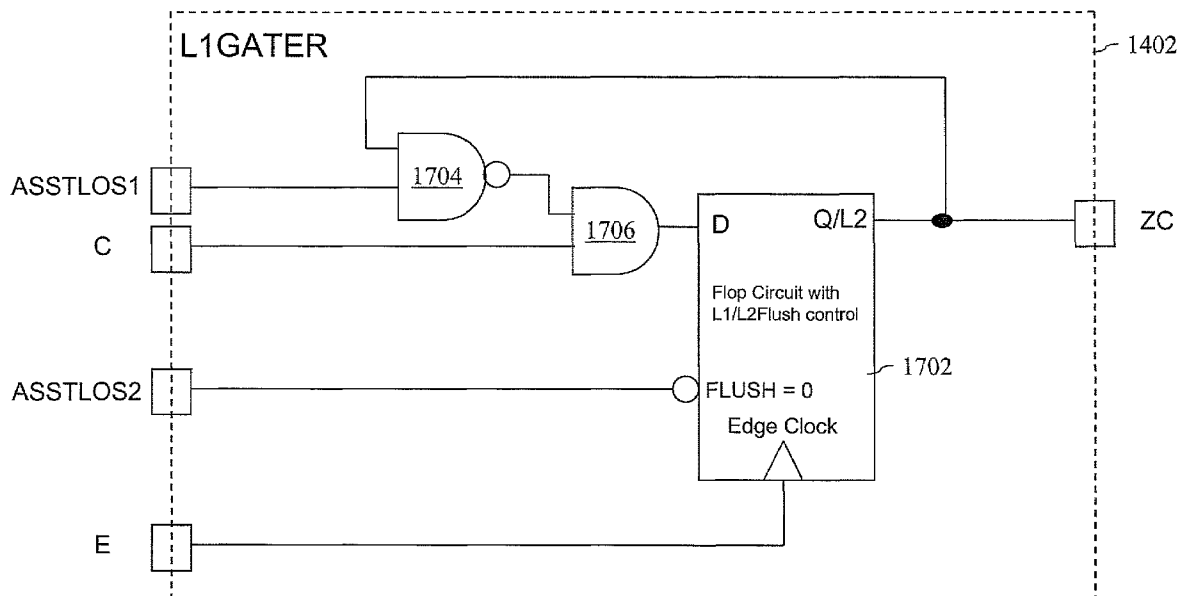 L1GATER
1402
ASSTLOS1
1704
C
1706
D
Q/L2
ZC
Flop Circuit with
L1/L2Flush control
ASSTLOS2
FLUSH = 0
1702
Edge Clock
E